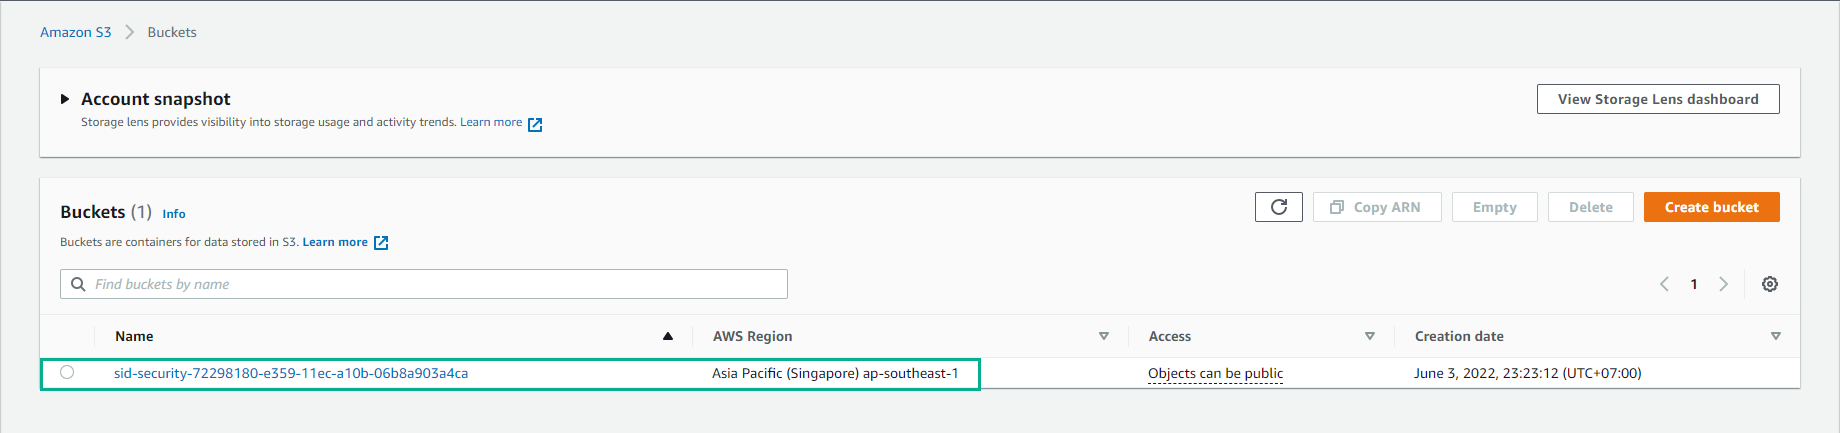 Amazon S3 > Buckets
Account snapshot
View Storage Lens dashboard
Storage lens provides visibility into storage usage and activity trends. Learn more
Buckets (1) Info
Copy ARN Empty Delete Create bucket
Buckets are containers for data stored in S3. Learn more
Find buckets by name
1
Name AWS Region Access Creation date
sid-security-72298180-e359-11ec-a10b-06b8a903a4ca Asia Pacific (Singapore) ap-southeast-1 Objects can be public June 3, 2022, 23:23:12 (UTC+07:00)